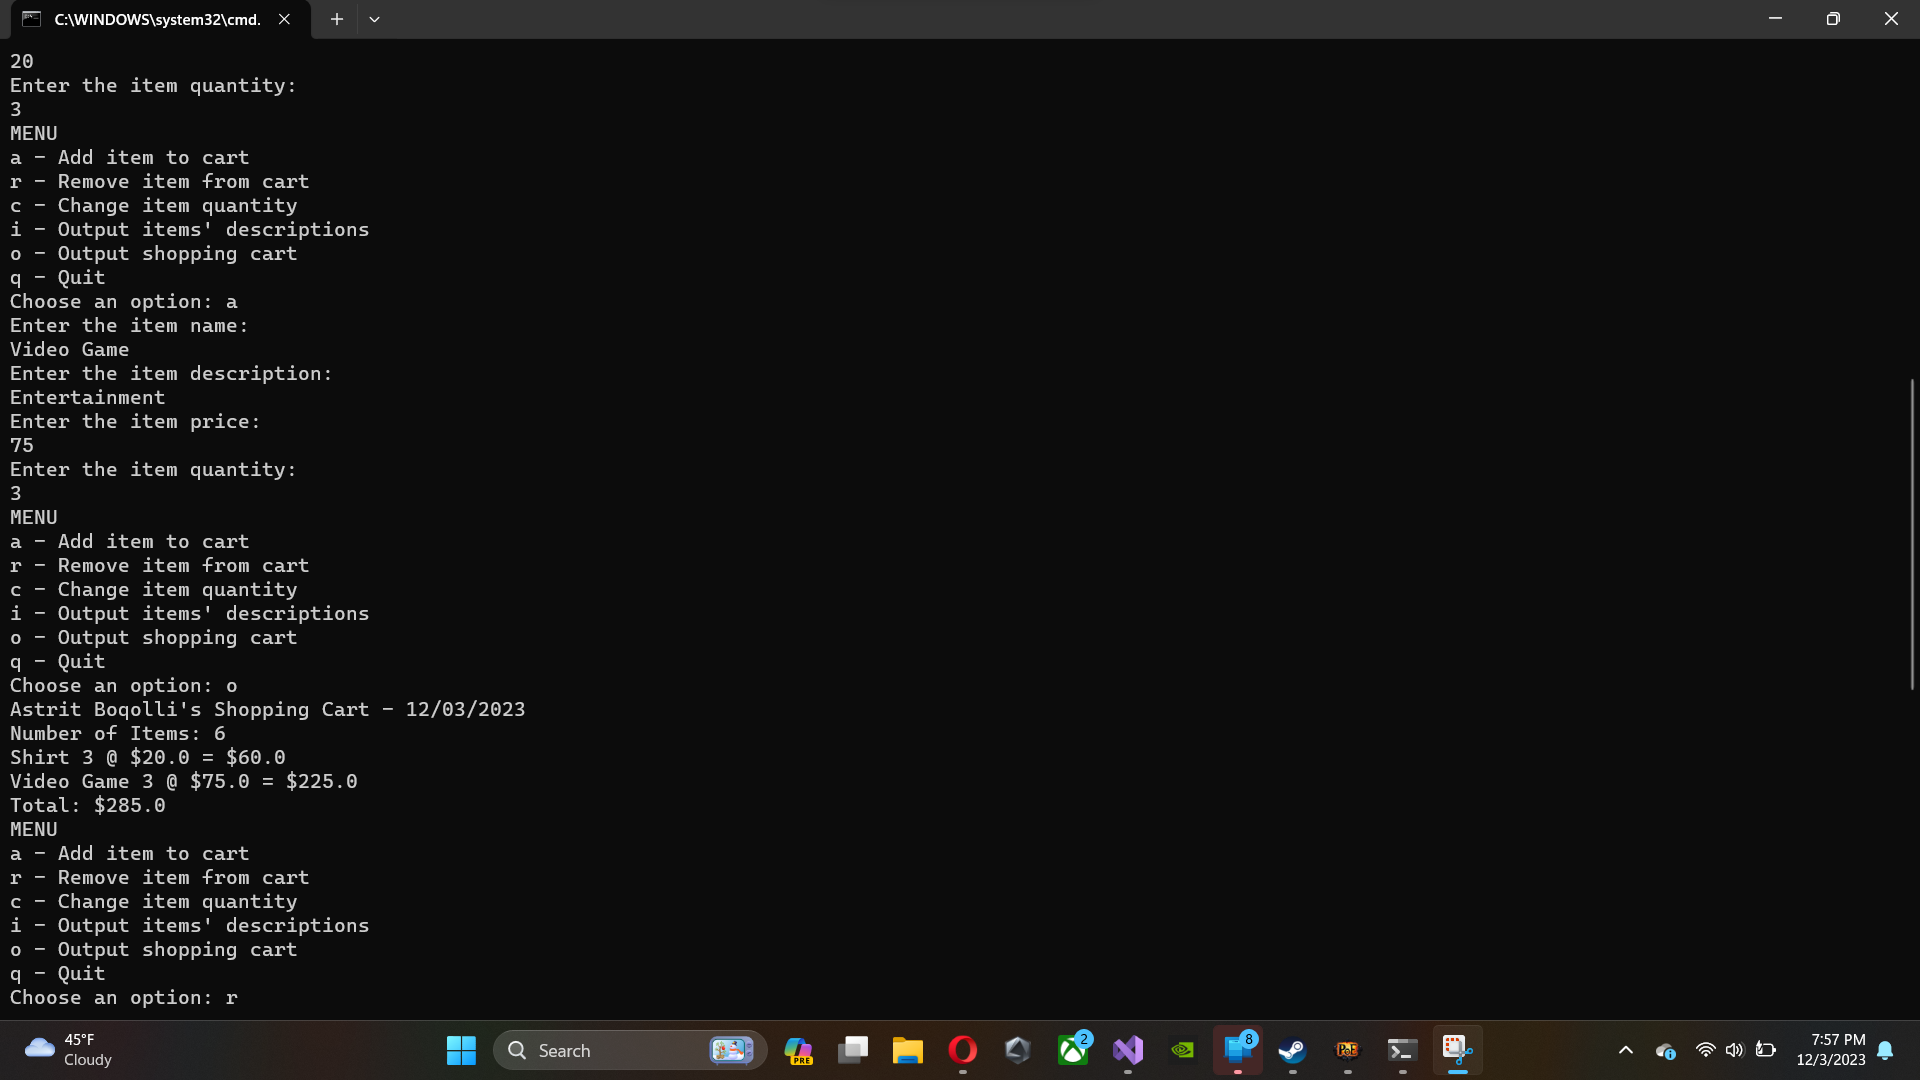 C:\WINDOWS\system32\cmd.
20
Enter the item quantity:
3
MENU
a - Add item to cart
r - Remove item from cart
c - Change item quantity
i - Output items' descriptions
o - Output shopping cart
q - Quit
Choose an option: a
Enter the item name:
Video Game
Enter the item description:
Entertainment
Enter the item price:
75
Enter the item quantity:
3
MENU
a - Add item to cart
r - Remove item from cart
c - Change item quantity
i - Output items' descriptions
o - Output shopping cart
q - Quit
Choose an option: o
Astrit Boqolli's Shopping Cart - 12/03/2023
Number of Items: 6
Shirt 3 @ $20.0 = $60.0
Video Game 3 @ $75.0 = $225.0
Total: $285.0
MENU
a - Add item to cart
r - Remove item from cart
c - Change item quantity
i - Output items' descriptions
o - Output shopping cart
q - Quit
Choose an option: r
45°F
Cloudy
Search
PRE
2
8
PoE
7:57 PM
12/3/2023